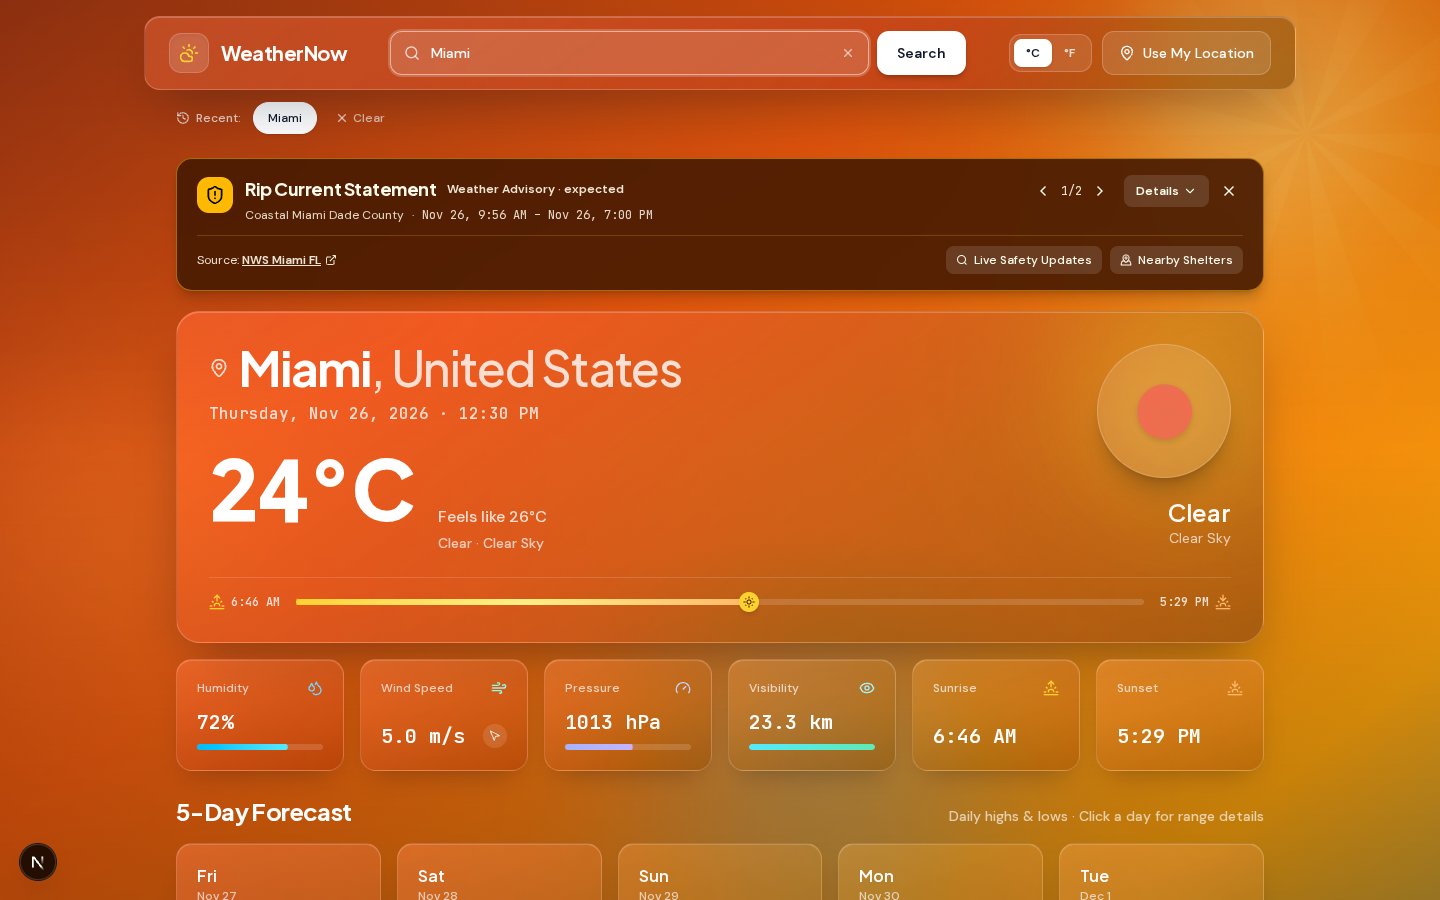 WeatherNow
Miami
Search
°C
°F
Use My Location
Recent:
Miami
Clear
Rip Current Statement
Weather Advisory · expected
1/2
Details
Coastal Miami Dade County · Nov 26, 9:56 AM – Nov 26, 7:00 PM
Source: NWS Miami FL
Live Safety Updates
Nearby Shelters
Miami, United States
Thursday, Nov 26, 2026 · 12:30 PM
24°C
Feels like 26°C
Clear · Clear Sky
Clear
Clear Sky
6:46 AM
5:29 PM
Humidity
72%
Wind Speed
5.0 m/s
Pressure
1013 hPa
Visibility
23.3 km
Sunrise
6:46 AM
Sunset
5:29 PM
5-Day Forecast
Daily highs & lows · Click a day for range details
Fri
Nov 27
Sat
Nov 28
Sun
Nov 29
Mon
Nov 30
Tue
Dec 1
N